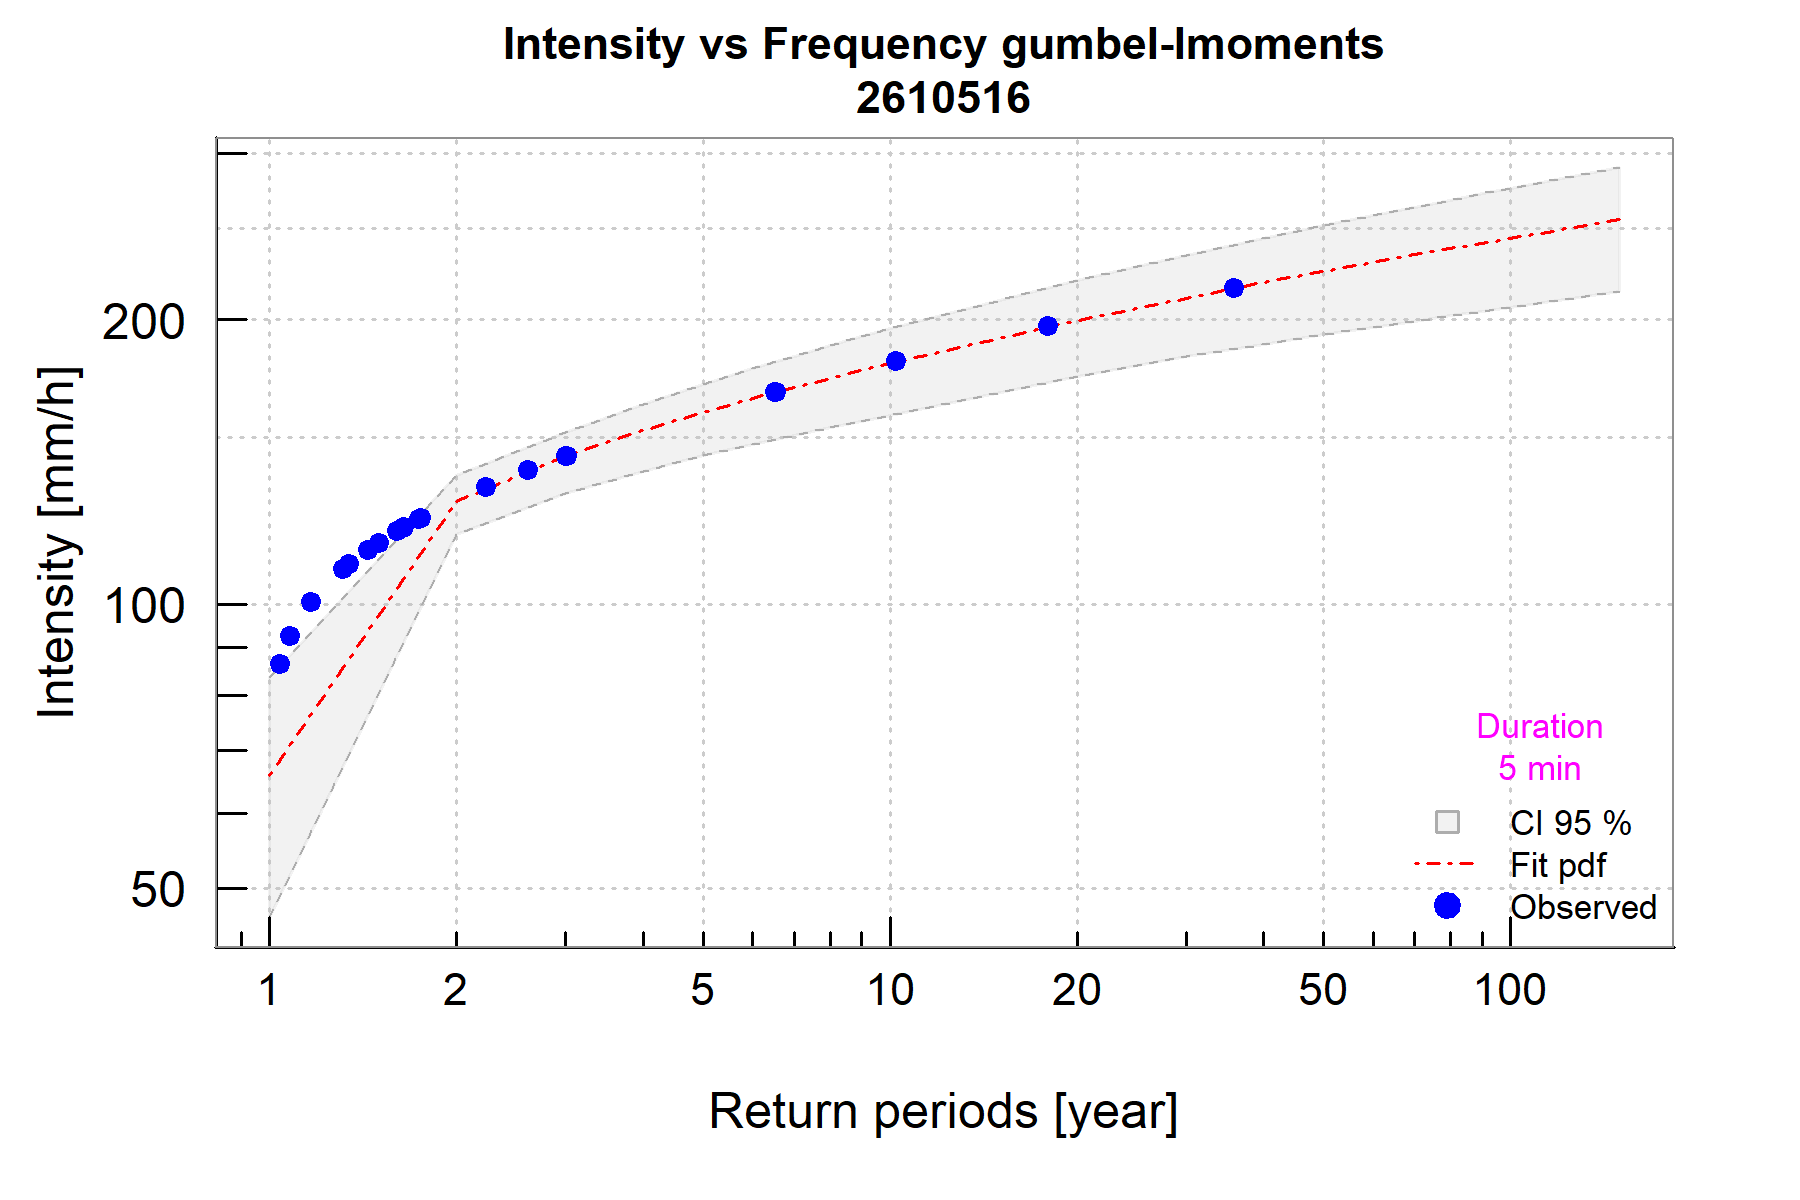 Intensity vs Frequency gumbel-lmoments
2610516
Intensity [mm/h]
200
100
50
1 2 5 10 20 50 100
Return periods [year]
Duration
5 min
CI 95 %
Fit pdf
Observed